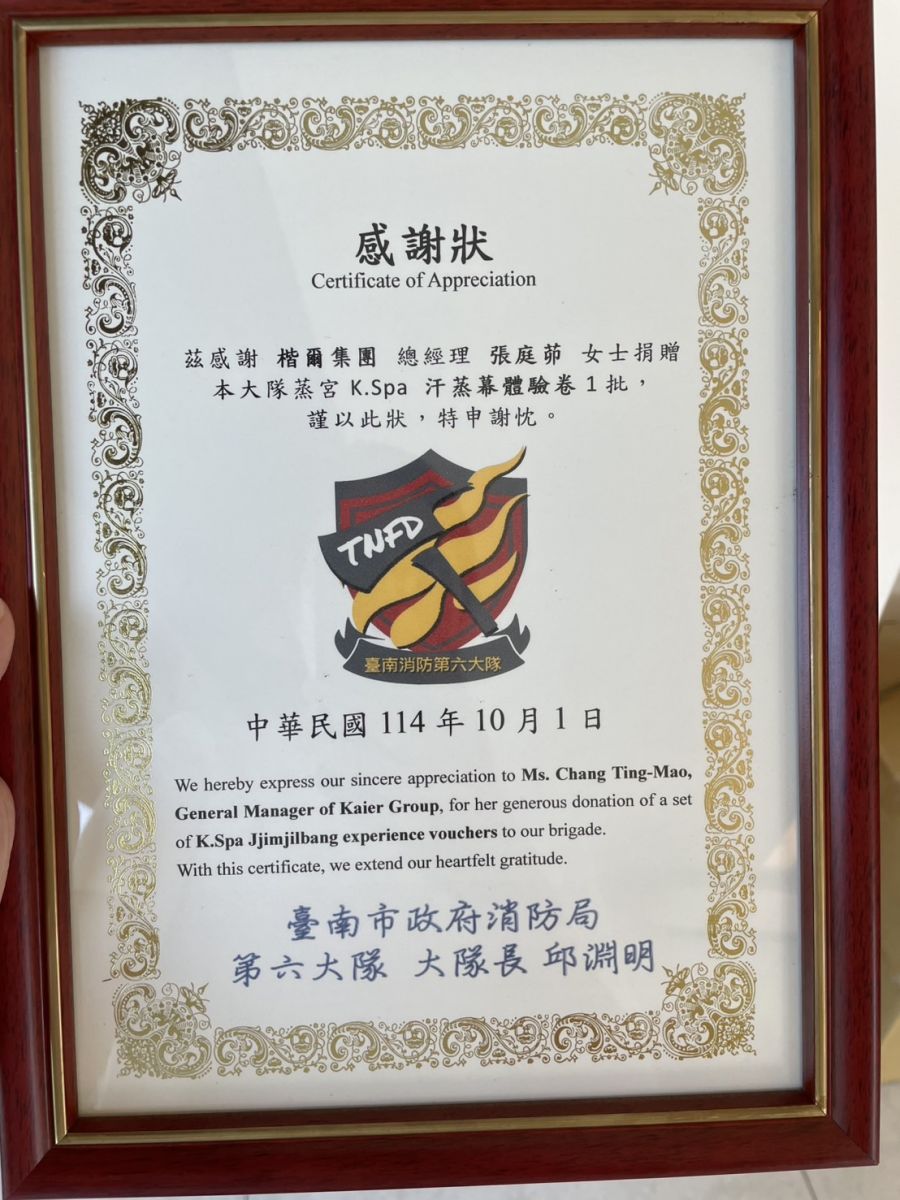 感謝狀
Certificate of Appreciation
茲感謝 楷爾集團 總經理 張庭茆 女士捐贈
本大隊蒸宮 K.Spa 汗蒸幕體驗卷 1 批，
謹以此狀，特申謝忱。
TNFD
臺南消防第六大隊
中華民國 114 年 10 月 1 日
We hereby express our sincere appreciation to Ms. Chang Ting-Mao,
General Manager of Kaier Group, for her generous donation of a set
of K.Spa Jjimjilbang experience vouchers to our brigade.
With this certificate, we extend our heartfelt gratitude.
臺南市政府消防局
第六大隊 大隊長 邱淵明